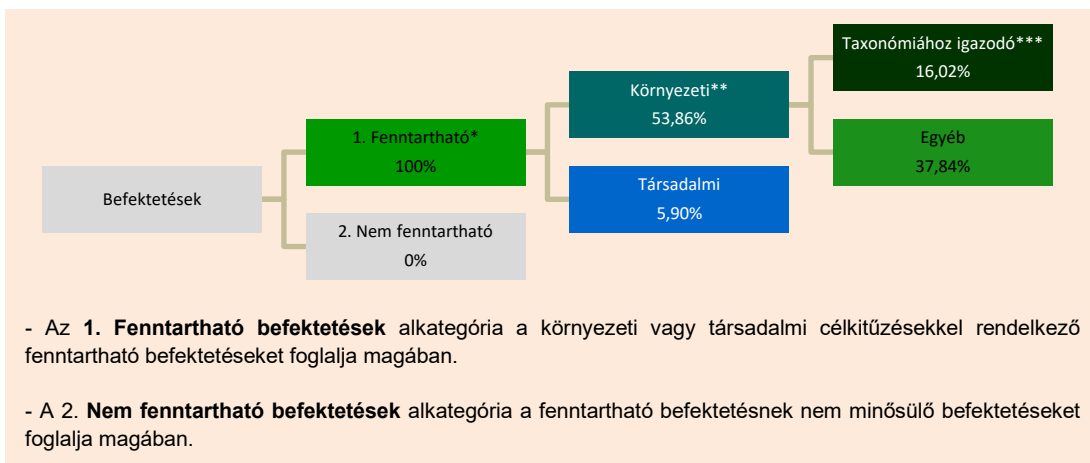 Befektetések
1. Fenntartható*
100%
2. Nem fenntartható
0%
Környezeti**
53,86%
Társadalmi
5,90%
Taxonómiához igazodó***
16,02%
Egyéb
37,84%
- Az 1. Fenntartható befektetések alkategória a környezeti vagy társadalmi célkitűzésekkel rendelkező
fenntartható befektetéseket foglalja magában.
- A 2. Nem fenntartható befektetések alkategória a fenntartható befektetésnek nem minősülő befektetéseket
foglalja magában.